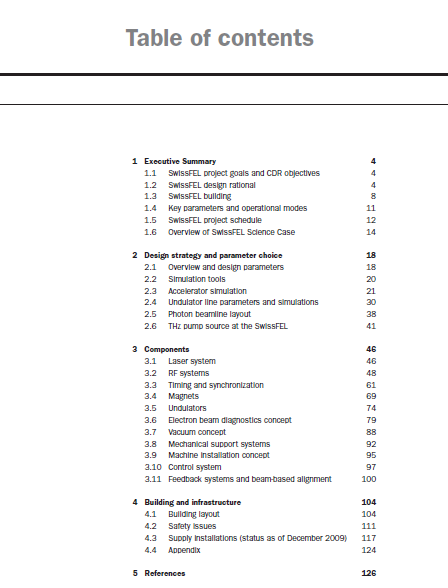 Table of contents
1 Executive Summary 4
1.1 SwissFEL project goals and CDR objectives 4
1.2 SwissFEL design rational 4
1.3 SwissFEL building 8
1.4 Key parameters and operational modes 11
1.5 SwissFEL project schedule 12
1.6 Overview of SwissFEL Science Case 14
2 Design strategy and parameter choice 18
2.1 Overview and design parameters 18
2.2 Simulation tools 20
2.3 Accelerator simulation 21
2.4 Undulator line parameters and simulations 30
2.5 Photon beamline layout 38
2.6 THz pump source at the SwissFEL 41
3 Components 46
3.1 Laser system 46
3.2 RF systems 48
3.3 Timing and synchronization 61
3.4 Magnets 69
3.5 Undulators 74
3.6 Electron beam diagnostics concept 79
3.7 Vacuum concept 88
3.8 Mechanical support systems 92
3.9 Machine installation concept 95
3.10 Control system 97
3.11 Feedback systems and beam-based alignment 100
4 Building and infrastructure 104
4.1 Building layout 104
4.2 Safety issues 111
4.3 Supply installations (status as of December 2009) 117
4.4 Appendix 124
5 References 126